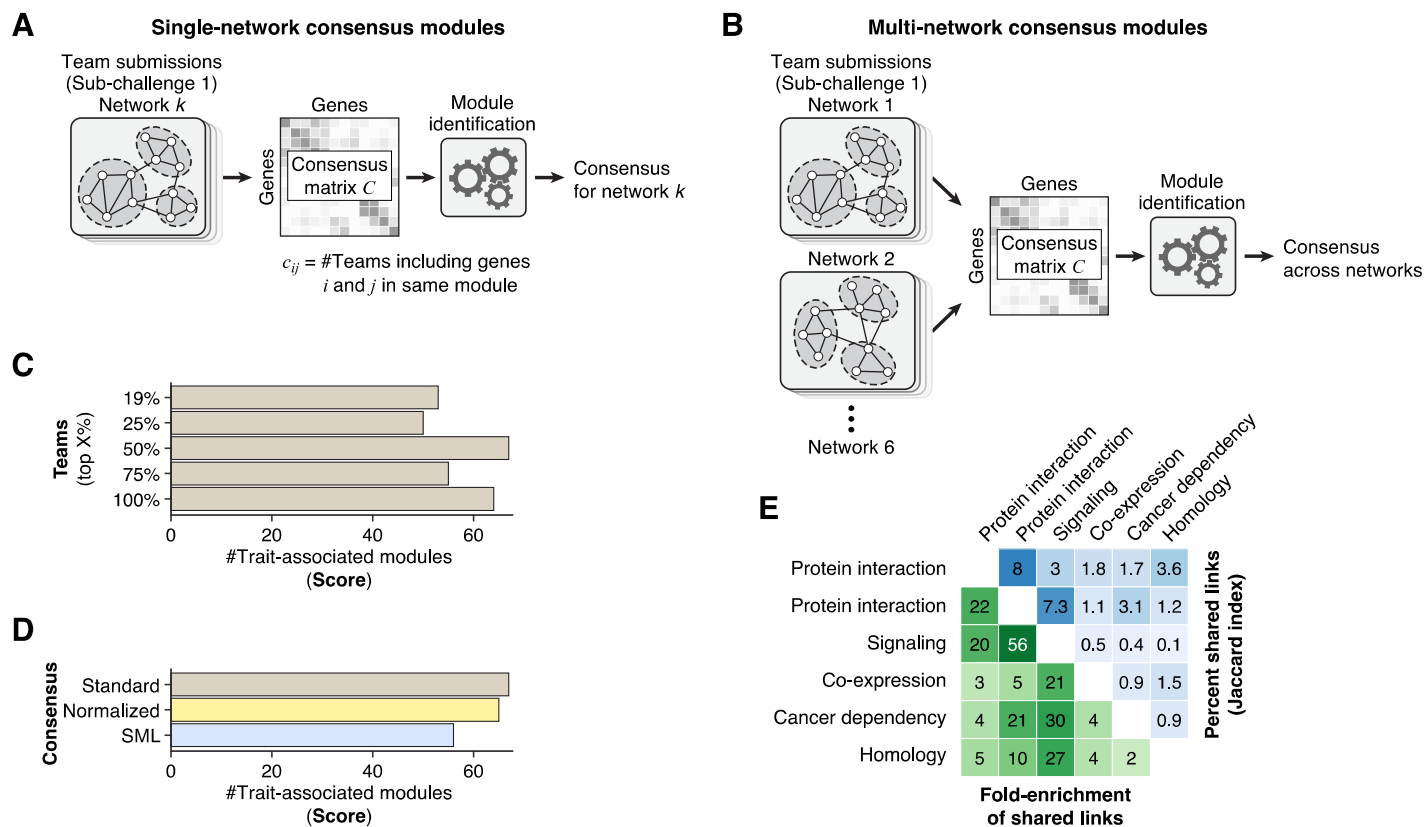 A
Single-network consensus modules
Team submissions
(Sub-challenge 1)
Network k
Genes
Genes
Consensus
matrix C
Module
identification
Consensus
for network k
cij = #Teams including genes
i and j in same module
B
Multi-network consensus modules
Team submissions
(Sub-challenge 1)
Network 1
Network 2
Network 6
Genes
Genes
Consensus
matrix C
Module
identification
Consensus
across networks
C
Teams
(top X%)
19%
25%
50%
75%
100%
0 20 40 60
#Trait-associated modules
(Score)
D
Consensus
Standard
Normalized
SML
0 20 40 60
#Trait-associated modules
(Score)
E
Protein interaction
Protein interaction
Signaling
Co-expression
Cancer dependency
Homology
Protein interaction 8 3 1.8 1.7 3.6
Protein interaction 22 7.3 1.1 3.1 1.2
Signaling 20 56 0.5 0.4 0.1
Co-expression 3 5 21 0.9 1.5
Cancer dependency 4 21 30 4 0.9
Homology 5 10 27 4 2
Percent shared links
(Jaccard index)
Fold-enrichment
of shared links